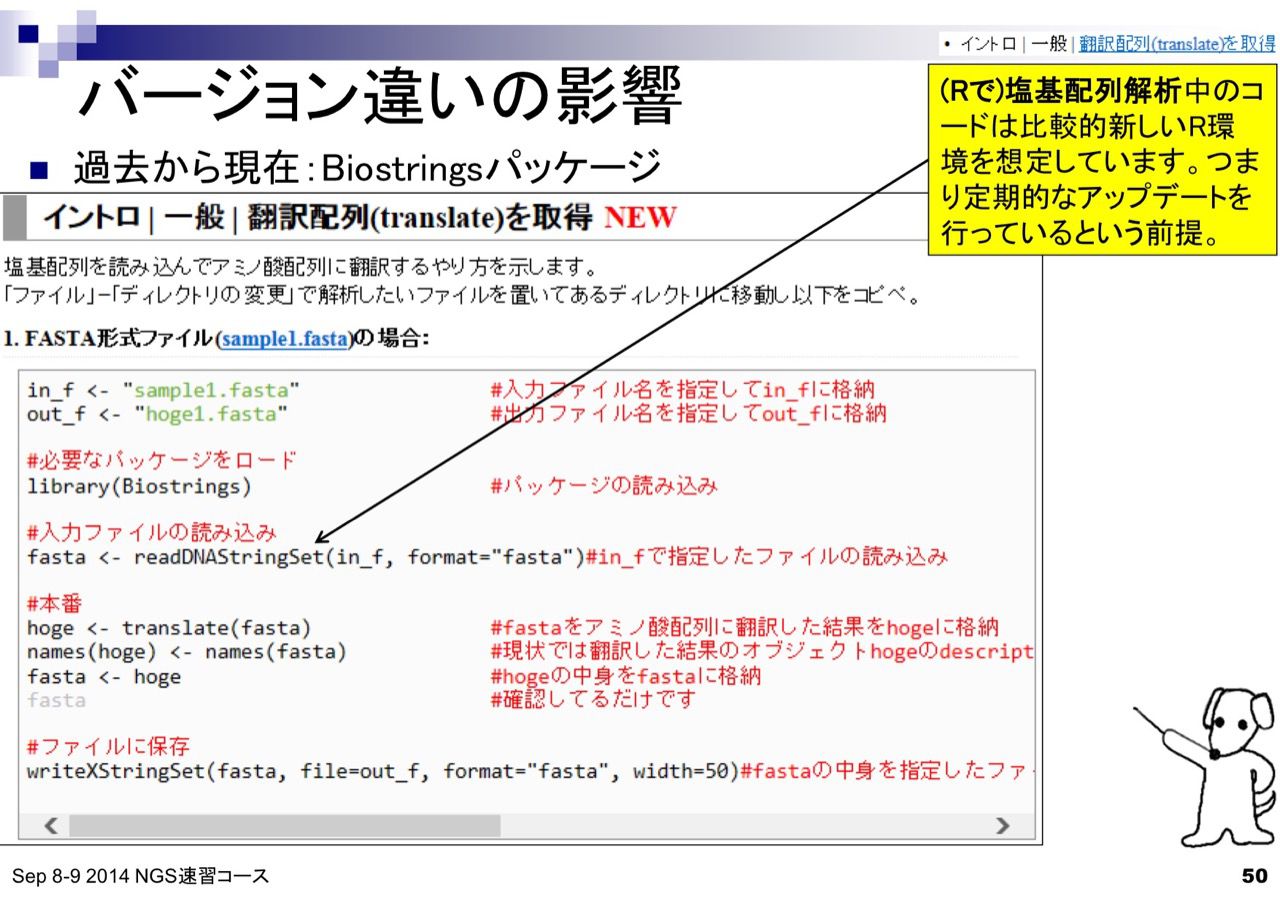 • イントロ | 一般 | 翻訳配列(translate)を取得
バージョン違いの影響
(Rで)塩基配列解析中のコ
ードは比較的新しいR環
境を想定しています。つま
り定期的なアップデートを
行っているという前提。
■ 過去から現在：Biostringsパッケージ
イントロ | 一般 | 翻訳配列(translate)を取得 NEW
塩基配列を読み込んでアミノ酸配列に翻訳するやり方を示します。
「ファイル」−「ディレクトリの変更」で解析したいファイルを置いてあるディレクトリに移動し以下をコピペ。
1. FASTA形式ファイル(sample1.fasta)の場合:
in_f <- "sample1.fasta" #入力ファイル名を指定してin_fに格納
out_f <- "hoge1.fasta" #出力ファイル名を指定してout_fに格納
#必要なパッケージをロード
library(Biostrings) #パッケージの読み込み
#入力ファイルの読み込み
fasta <- readDNAStringSet(in_f, format="fasta")#in_fで指定したファイルの読み込み
#本番
hoge <- translate(fasta) #fastaをアミノ酸配列に翻訳した結果をhogeに格納
names(hoge) <- names(fasta) #現状では翻訳した結果のオブジェクトhogeのdescript
fasta <- hoge #hogeの中身をfastaに格納
fasta #確認してるだけです
#ファイルに保存
writeXStringSet(fasta, file=out_f, format="fasta", width=50)#fastaの中身を指定したファ
Sep 8-9 2014 NGS速習コース
50